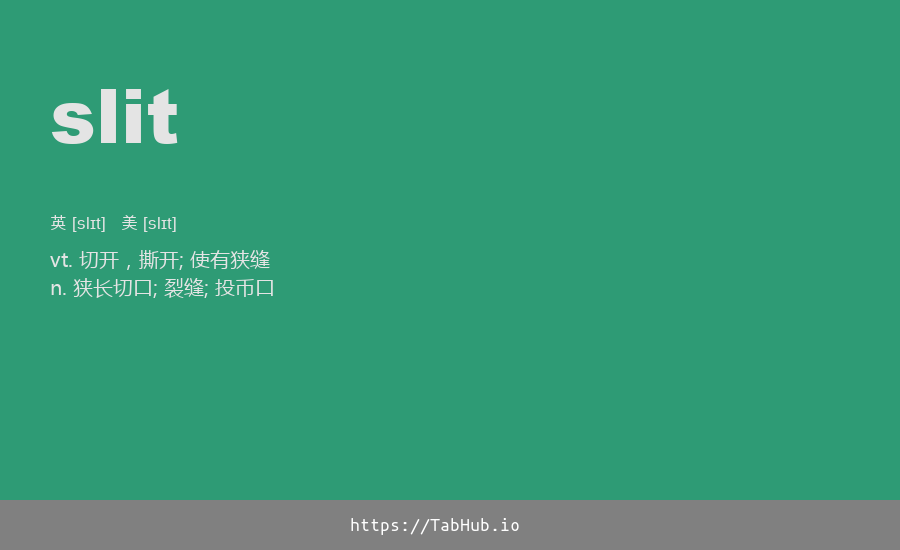 slit
英 [slɪt] 美 [slɪt]
vt. 切开，撕开; 使有狭缝
n. 狭长切口; 裂缝; 投币口
https://TabHub.io